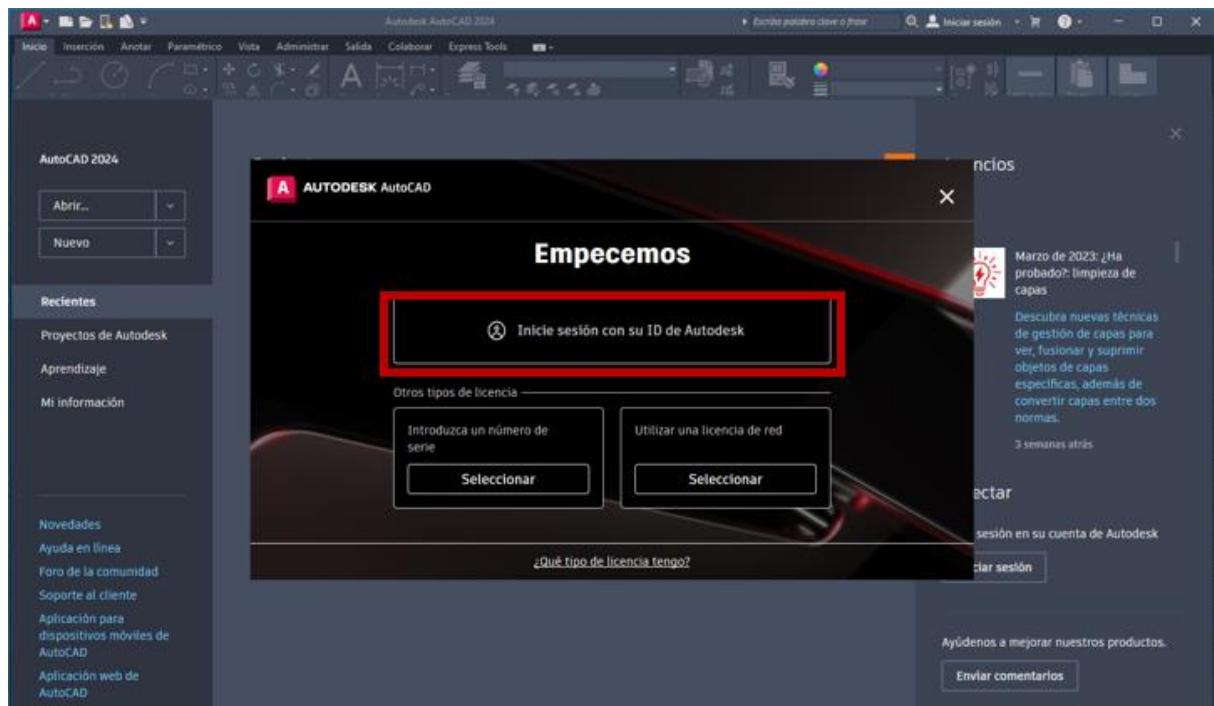 Autodesk AutoCAD 2024
Escriba palabra clave o frase
Iniciar sesión
Inicio Inserción Anotar Paramétrico Vista Administrar Salida Colaborar Express Tools
AutoCAD 2024
Abrir...
Nuevo
Recientes
Proyectos de Autodesk
Aprendizaje
Mi información
Novedades
Ayuda en línea
Foro de la comunidad
Soporte al cliente
Aplicación para
dispositivos móviles de
AutoCAD
Aplicación web de
AutoCAD
A AUTODESK AutoCAD
Empecemos
Inicie sesión con su ID de Autodesk
Otros tipos de licencia
Introduzca un número de
serie
Seleccionar
Utilizar una licencia de red
Seleccionar
¿Qué tipo de licencia tengo?
ncios
Marzo de 2023: ¿Ha
probado?: limpieza de
capas
Descubra nuevas técnicas
de gestión de capas para
ver, fusionar y suprimir
objetos de capas
específicas, además de
convertir capas entre dos
normas.
3 semanas atrás
ectar
sesión en su cuenta de Autodesk
ciar sesión
Ayúdenos a mejorar nuestros productos.
Enviar comentarios